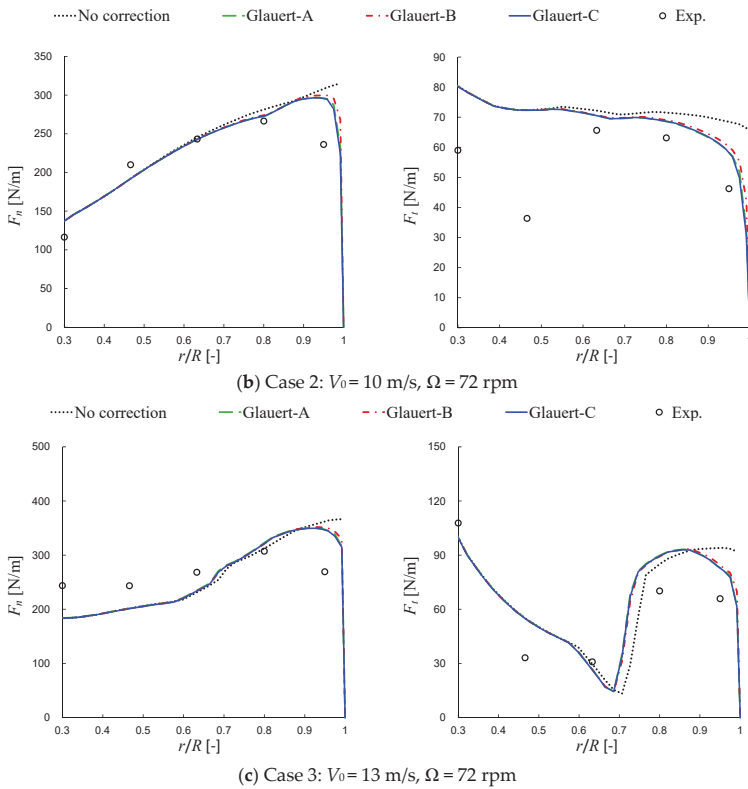 No correction Glauert-A Glauert-B Glauert-C Exp.
350
300
250
200
150
100
50
0
Fn [N/m]
0.3 0.4 0.5 0.6 0.7 0.8 0.9 1
r/R [-]
90
80
70
60
50
40
30
20
10
0
Ft [N/m]
0.3 0.4 0.5 0.6 0.7 0.8 0.9 1
r/R [-]
(b) Case 2: V0 = 10 m/s, Ω = 72 rpm
No correction Glauert-A Glauert-B Glauert-C Exp.
500
400
300
200
100
0
Fn [N/m]
0.3 0.4 0.5 0.6 0.7 0.8 0.9 1
r/R [-]
150
120
90
60
30
0
Ft [N/m]
0.3 0.4 0.5 0.6 0.7 0.8 0.9 1
r/R [-]
(c) Case 3: V0 = 13 m/s, Ω = 72 rpm